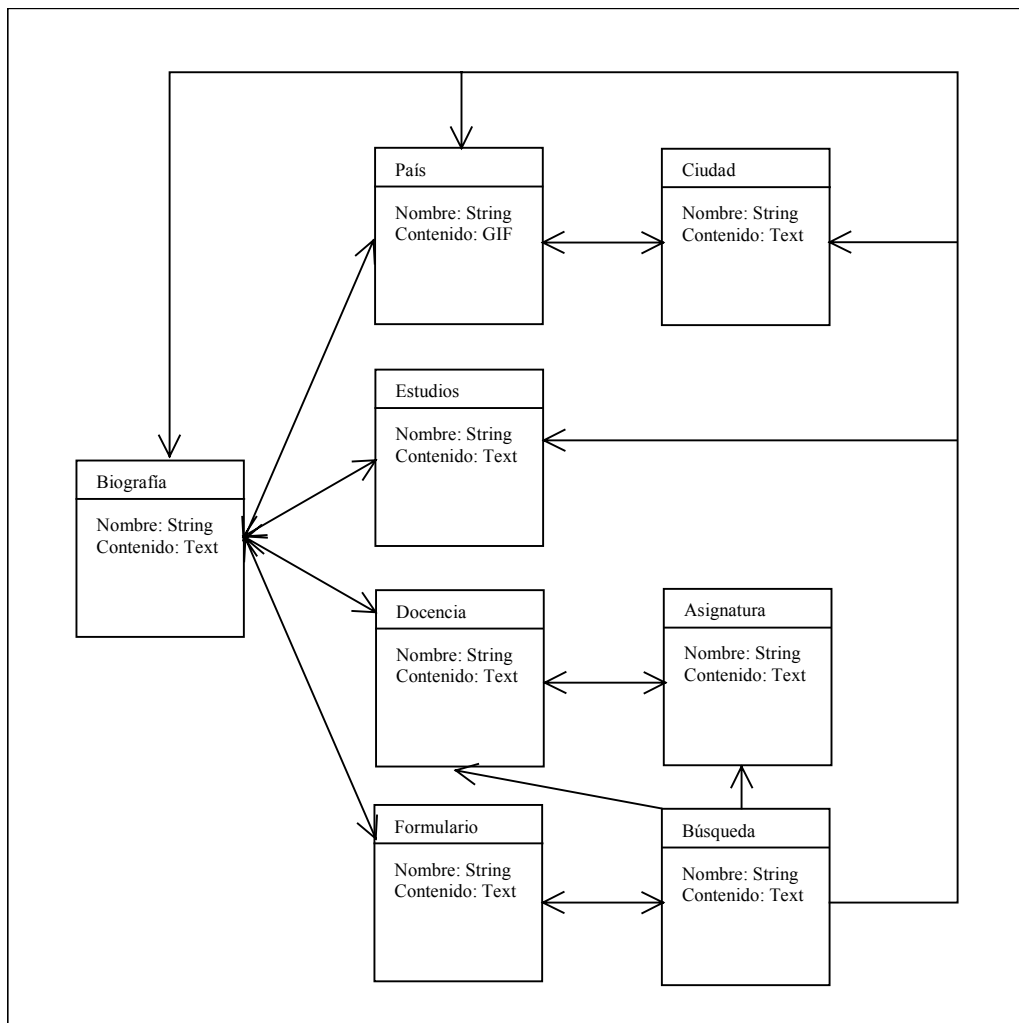 País
Nombre: String
Contenido: GIF
Ciudad
Nombre: String
Contenido: Text
Estudios
Nombre: String
Contenido: Text
Biografía
Nombre: String
Contenido: Text
Docencia
Nombre: String
Contenido: Text
Asignatura
Nombre: String
Contenido: Text
Formulario
Nombre: String
Contenido: Text
Búsqueda
Nombre: String
Contenido: Text